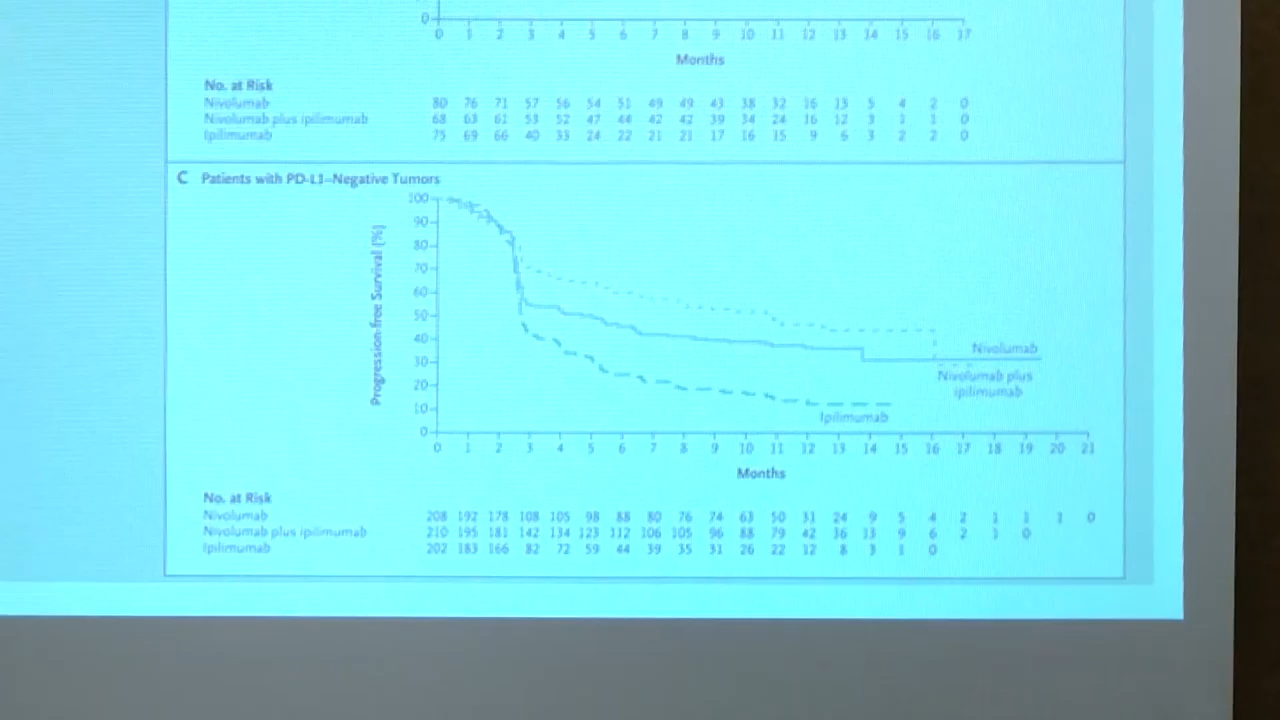 0
0 1 2 3 4 5 6 7 8 9 10 11 12 13 14 15 16 17
Months
No. at Risk
Nivolumab 80 76 71 57 56 54 51 49 49 43 38 32 16 13 5 4 2 0
Nivolumab plus ipilimumab 68 63 61 53 52 47 44 42 42 39 34 24 16 12 3 1 1 0
Ipilimumab 75 69 66 40 33 24 22 21 21 17 16 15 9 6 3 2 2 0
C Patients with PD-L1–Negative Tumors
Progression-free Survival (%)
100
90
80
70
60
50
40
30
20
10
0
Nivolumab
Nivolumab plus
ipilimumab
Ipilimumab
0 1 2 3 4 5 6 7 8 9 10 11 12 13 14 15 16 17 18 19 20 21
Months
No. at Risk
Nivolumab 208 192 178 108 105 98 88 80 76 74 63 50 31 24 9 5 4 2 1 1 1 0
Nivolumab plus ipilimumab 210 195 181 142 134 123 112 106 105 96 88 79 42 36 13 9 6 2 1 0
Ipilimumab 202 183 166 82 72 59 44 39 35 31 26 22 12 8 3 1 0